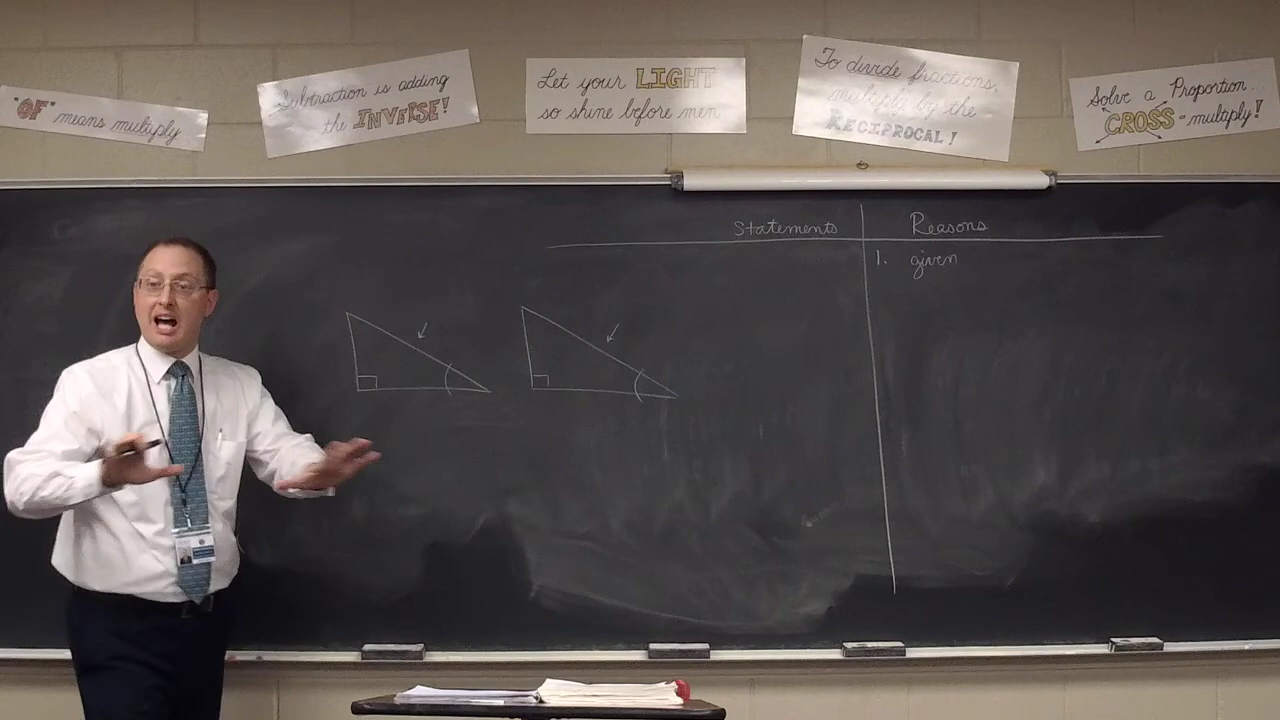 "OF" means multiply
Subtraction is adding
the INVERSE!
Let your LIGHT
so shine before men
To divide fractions,
multiply by the
RECIPROCAL!
Solve a Proportion...
CROSS-multiply!
Statements
Reasons
1. given